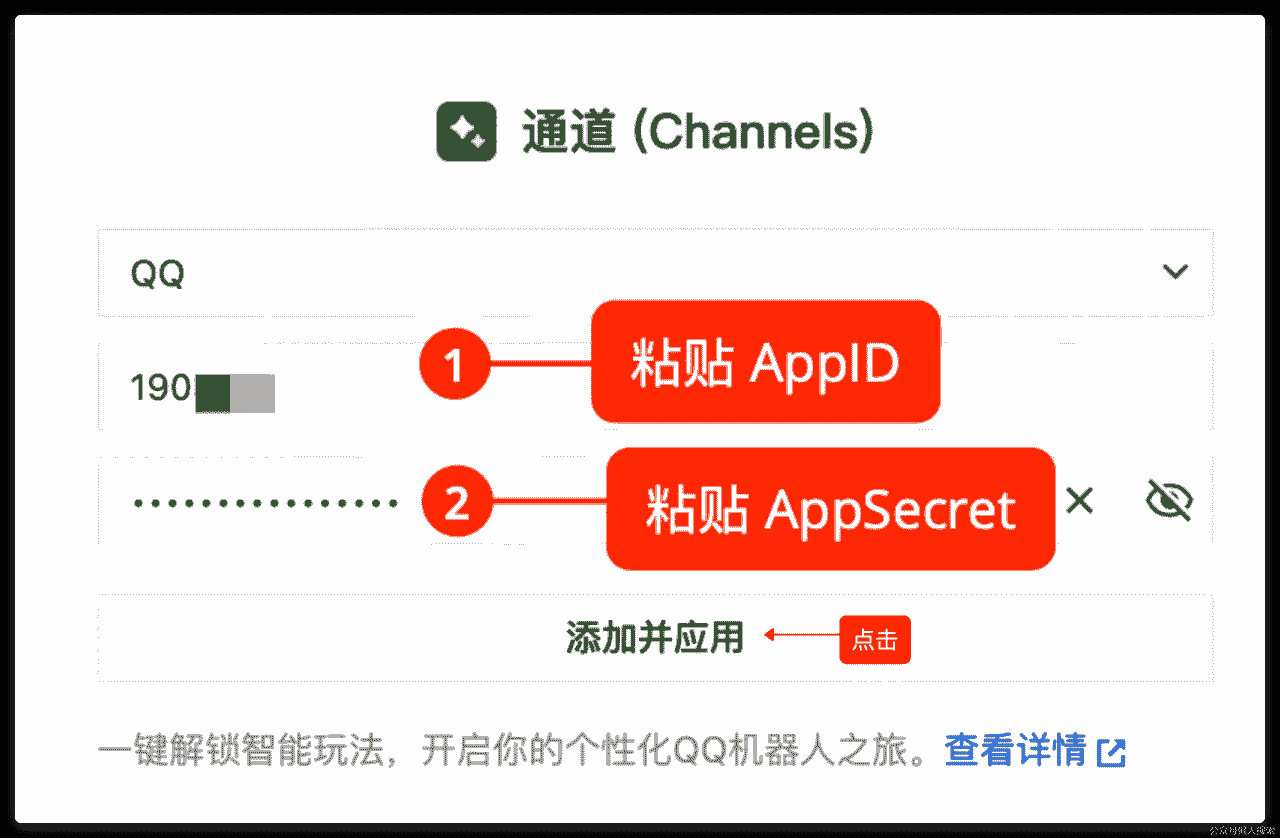 通道 (Channels)
QQ
190
1
粘贴 AppID
2
粘贴 AppSecret
添加并应用
点击
一键解锁智能玩法，开启你的个性化QQ机器人之旅。查看详情